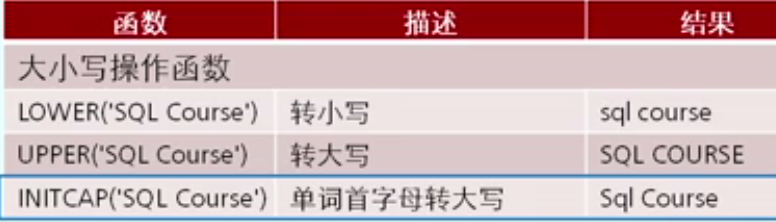 函数 描述 结果
大小写操作函数
LOWER('SQL Course') 转小写 sql course
UPPER('SQL Course') 转大写 SQL COURSE
INITCAP('SQL Course') 单词首字母转大写 Sql Course